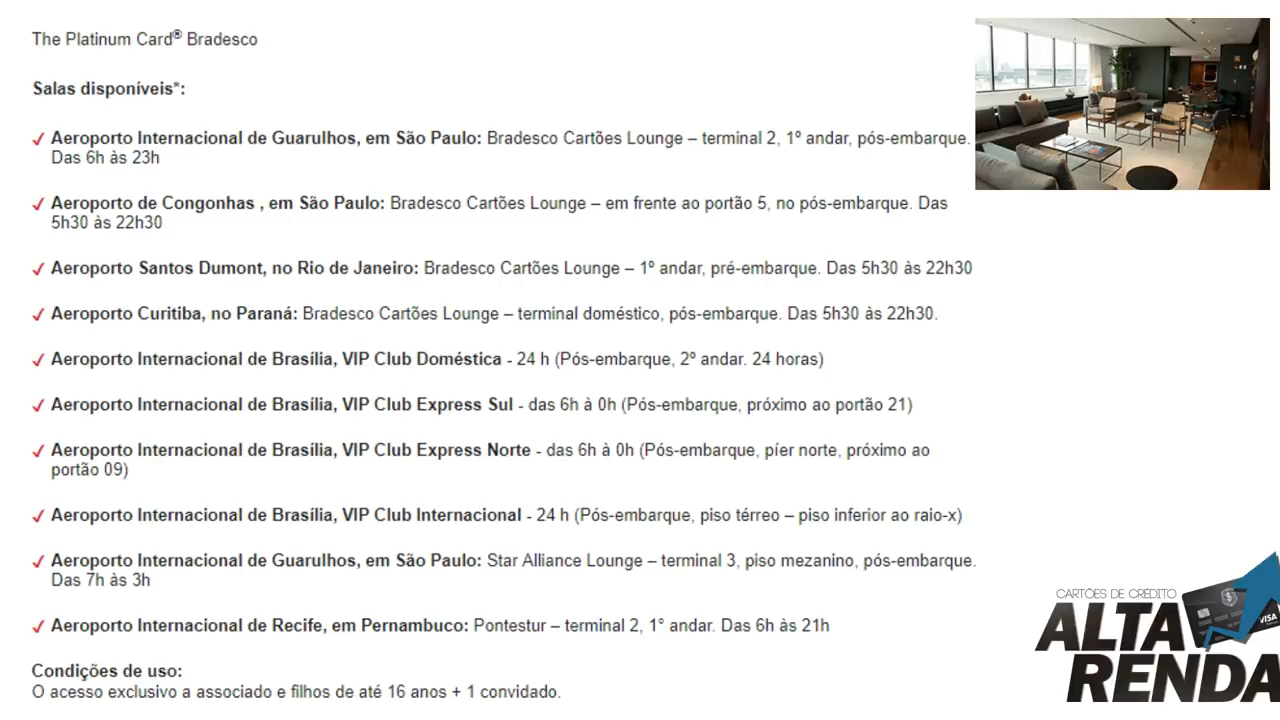 The Platinum Card® Bradesco
Salas disponíveis*:
✓ Aeroporto Internacional de Guarulhos, em São Paulo: Bradesco Cartões Lounge – terminal 2, 1º andar, pós-embarque.
Das 6h às 23h
✓ Aeroporto de Congonhas , em São Paulo: Bradesco Cartões Lounge – em frente ao portão 5, no pós-embarque. Das
5h30 às 22h30
✓ Aeroporto Santos Dumont, no Rio de Janeiro: Bradesco Cartões Lounge – 1º andar, pré-embarque. Das 5h30 às 22h30
✓ Aeroporto Curitiba, no Paraná: Bradesco Cartões Lounge – terminal doméstico, pós-embarque. Das 5h30 às 22h30.
✓ Aeroporto Internacional de Brasília, VIP Club Doméstica - 24 h (Pós-embarque, 2º andar. 24 horas)
✓ Aeroporto Internacional de Brasília, VIP Club Express Sul - das 6h à 0h (Pós-embarque, próximo ao portão 21)
✓ Aeroporto Internacional de Brasília, VIP Club Express Norte - das 6h à 0h (Pós-embarque, píer norte, próximo ao
portão 09)
✓ Aeroporto Internacional de Brasília, VIP Club Internacional - 24 h (Pós-embarque, piso térreo – piso inferior ao raio-x)
✓ Aeroporto Internacional de Guarulhos, em São Paulo: Star Alliance Lounge – terminal 3, piso mezanino, pós-embarque.
Das 7h às 3h
✓ Aeroporto Internacional de Recife, em Pernambuco: Pontestur – terminal 2, 1° andar. Das 6h às 21h
Condições de uso:
O acesso exclusivo a associado e filhos de até 16 anos + 1 convidado.
CARTÕES DE CRÉDITO
ALTA
RENDA
VISA